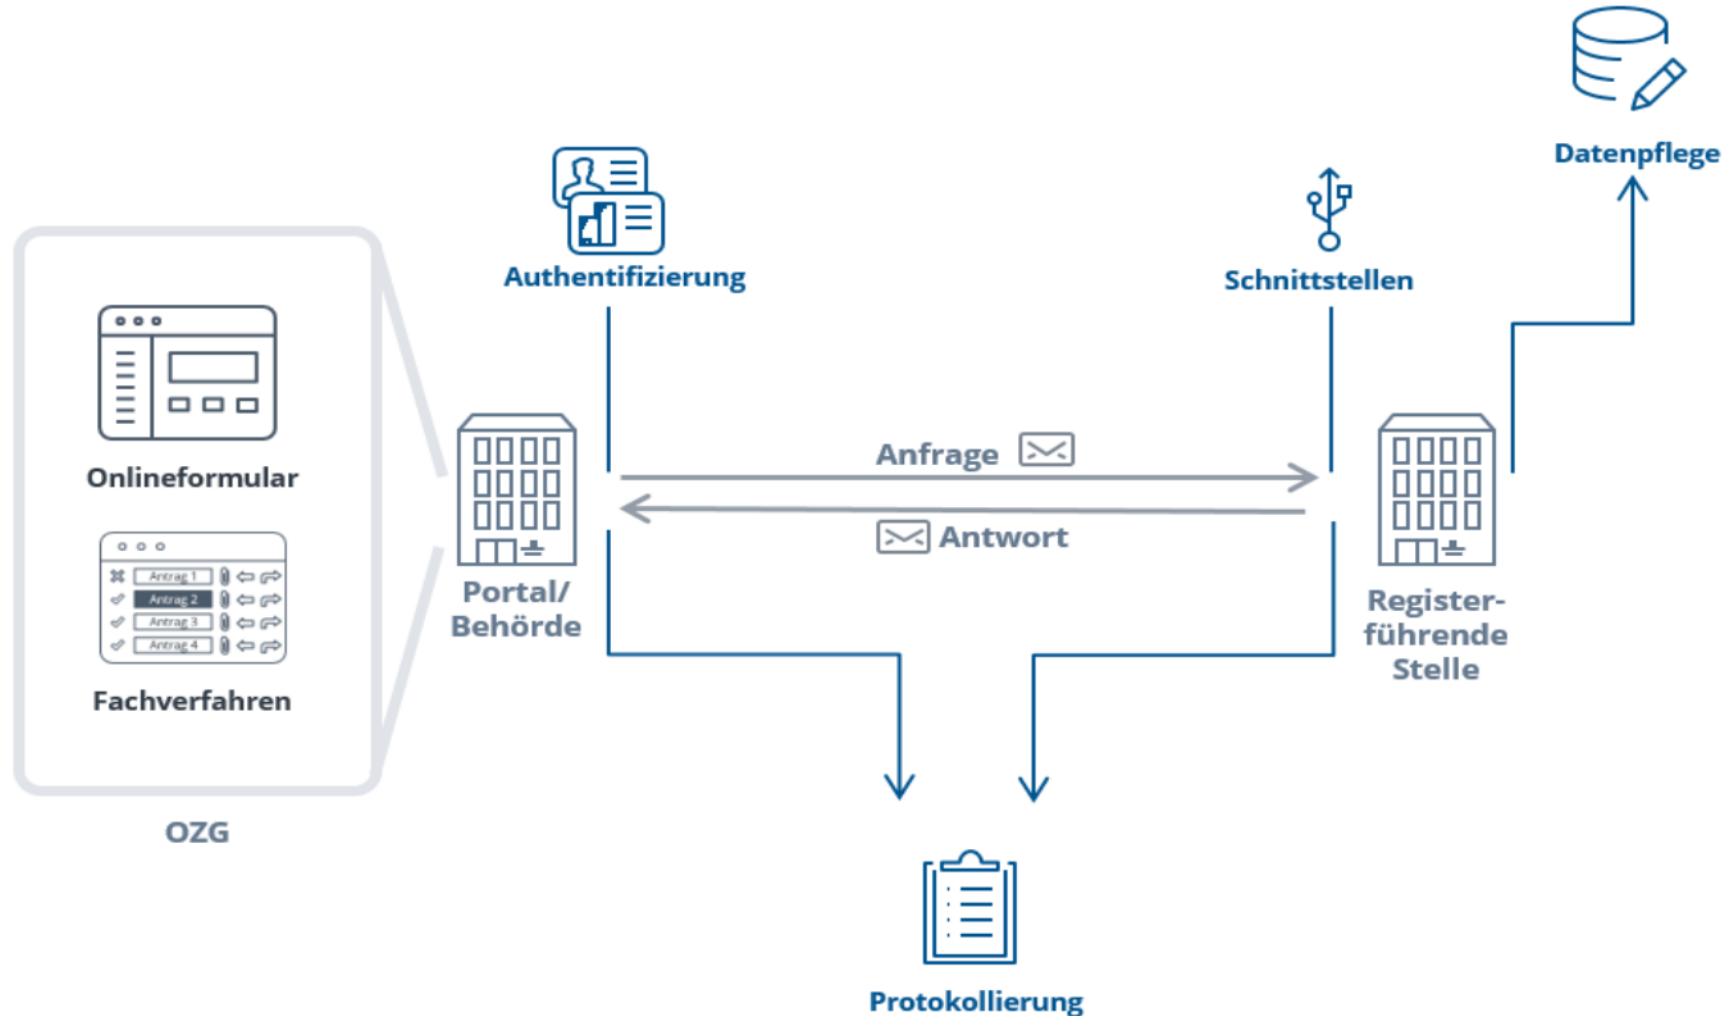 Datenpflege
Authentifizierung
Schnittstellen
Onlineformular
Anfrage
Antwort
Antrag 1
Antrag 2
Antrag 3
Antrag 4
Fachverfahren
Portal/
Behörde
Register-
führende
Stelle
OZG
Protokollierung